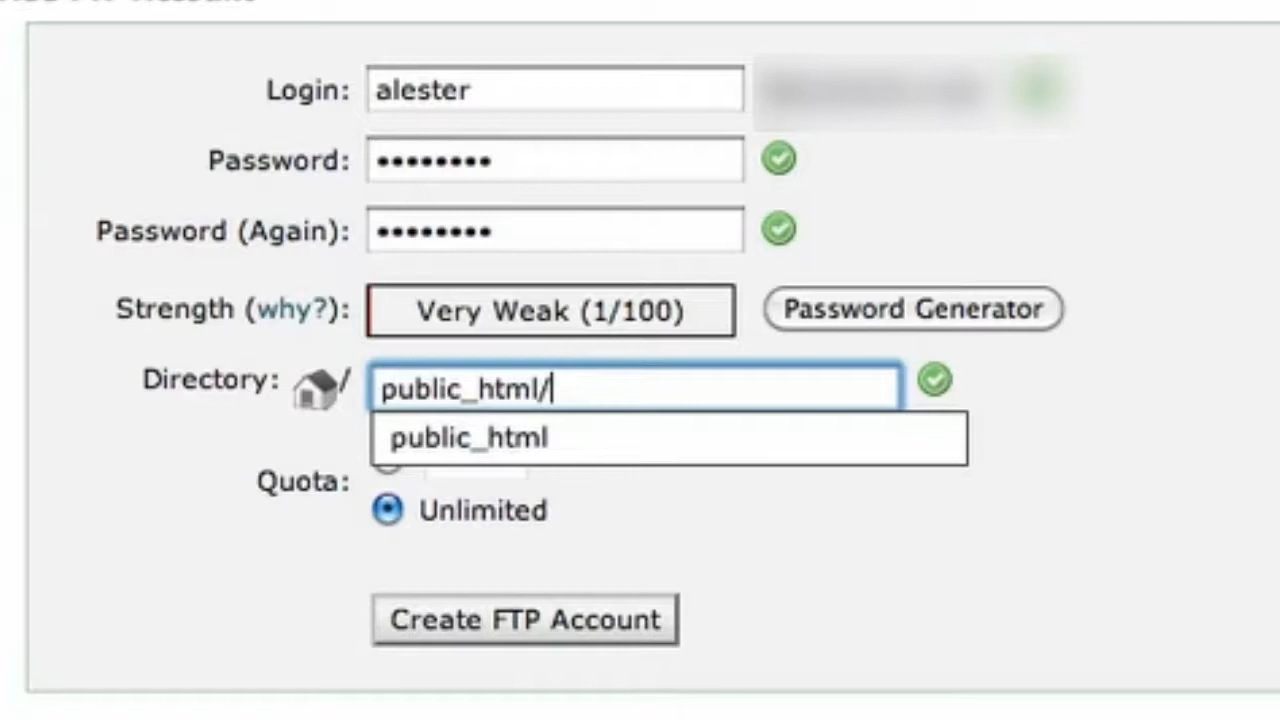 Login: alester
Password: ••••••••
Password (Again): ••••••••
Strength (why?): Very Weak (1/100) Password Generator
Directory: / public_html/
public_html
Quota:
Unlimited
Create FTP Account